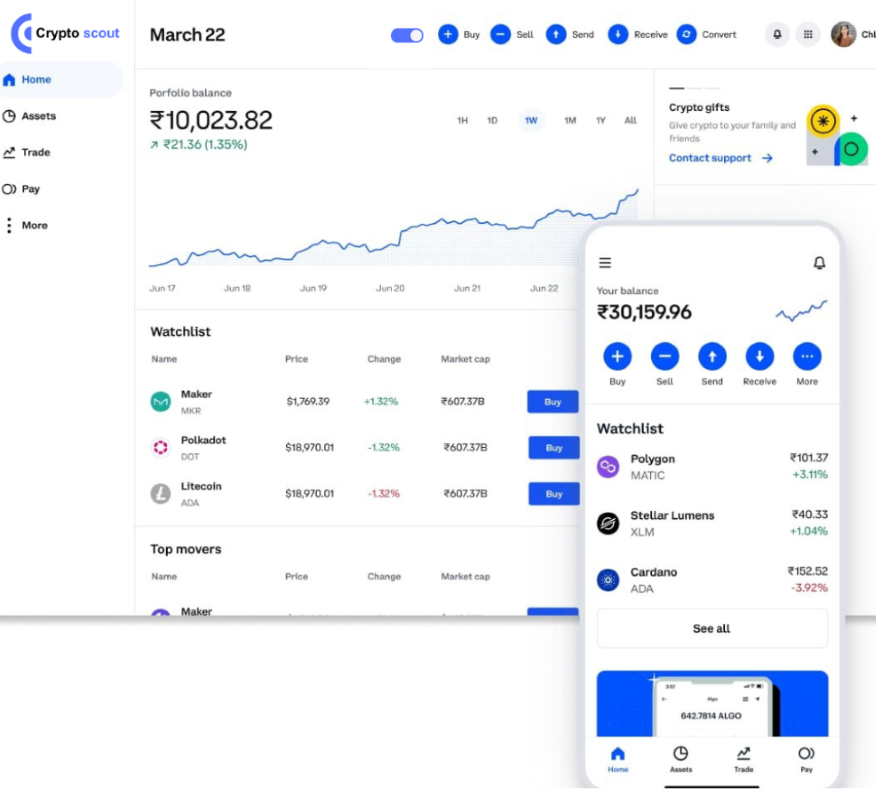 Crypto scout
March 22
Buy
Sell
Send
Receive
Convert
Home
Assets
Trade
Pay
More
Porfolio balance
₹10,023.82
↗ ₹21.36 (1.35%)
1H 1D 1W 1M 1Y All
Jun 17 Jun 18 Jun 19 Jun 20 Jun 21 Jun 22
Crypto gifts
Give crypto to your family and
friends
Contact support →
Watchlist
Name Price Change Market cap
Maker
MKR
$1,769.39 +1.32% ₹607.37B Buy
Polkadot
DOT
$18,970.01 -1.32% ₹607.37B Buy
Litecoin
ADA
$18,970.01 -1.32% ₹607.37B Buy
Top movers
Name Price Change Market cap
Maker
Your balance
₹30,159.96
Buy Sell Send Receive More
Watchlist
Polygon ₹101.37
MATIC +3.11%
Stellar Lumens ₹40.33
XLM +1.04%
Cardano ₹152.52
ADA -3.92%
See all
Algo
642.7814 ALGO
Home Assets Trade Pay